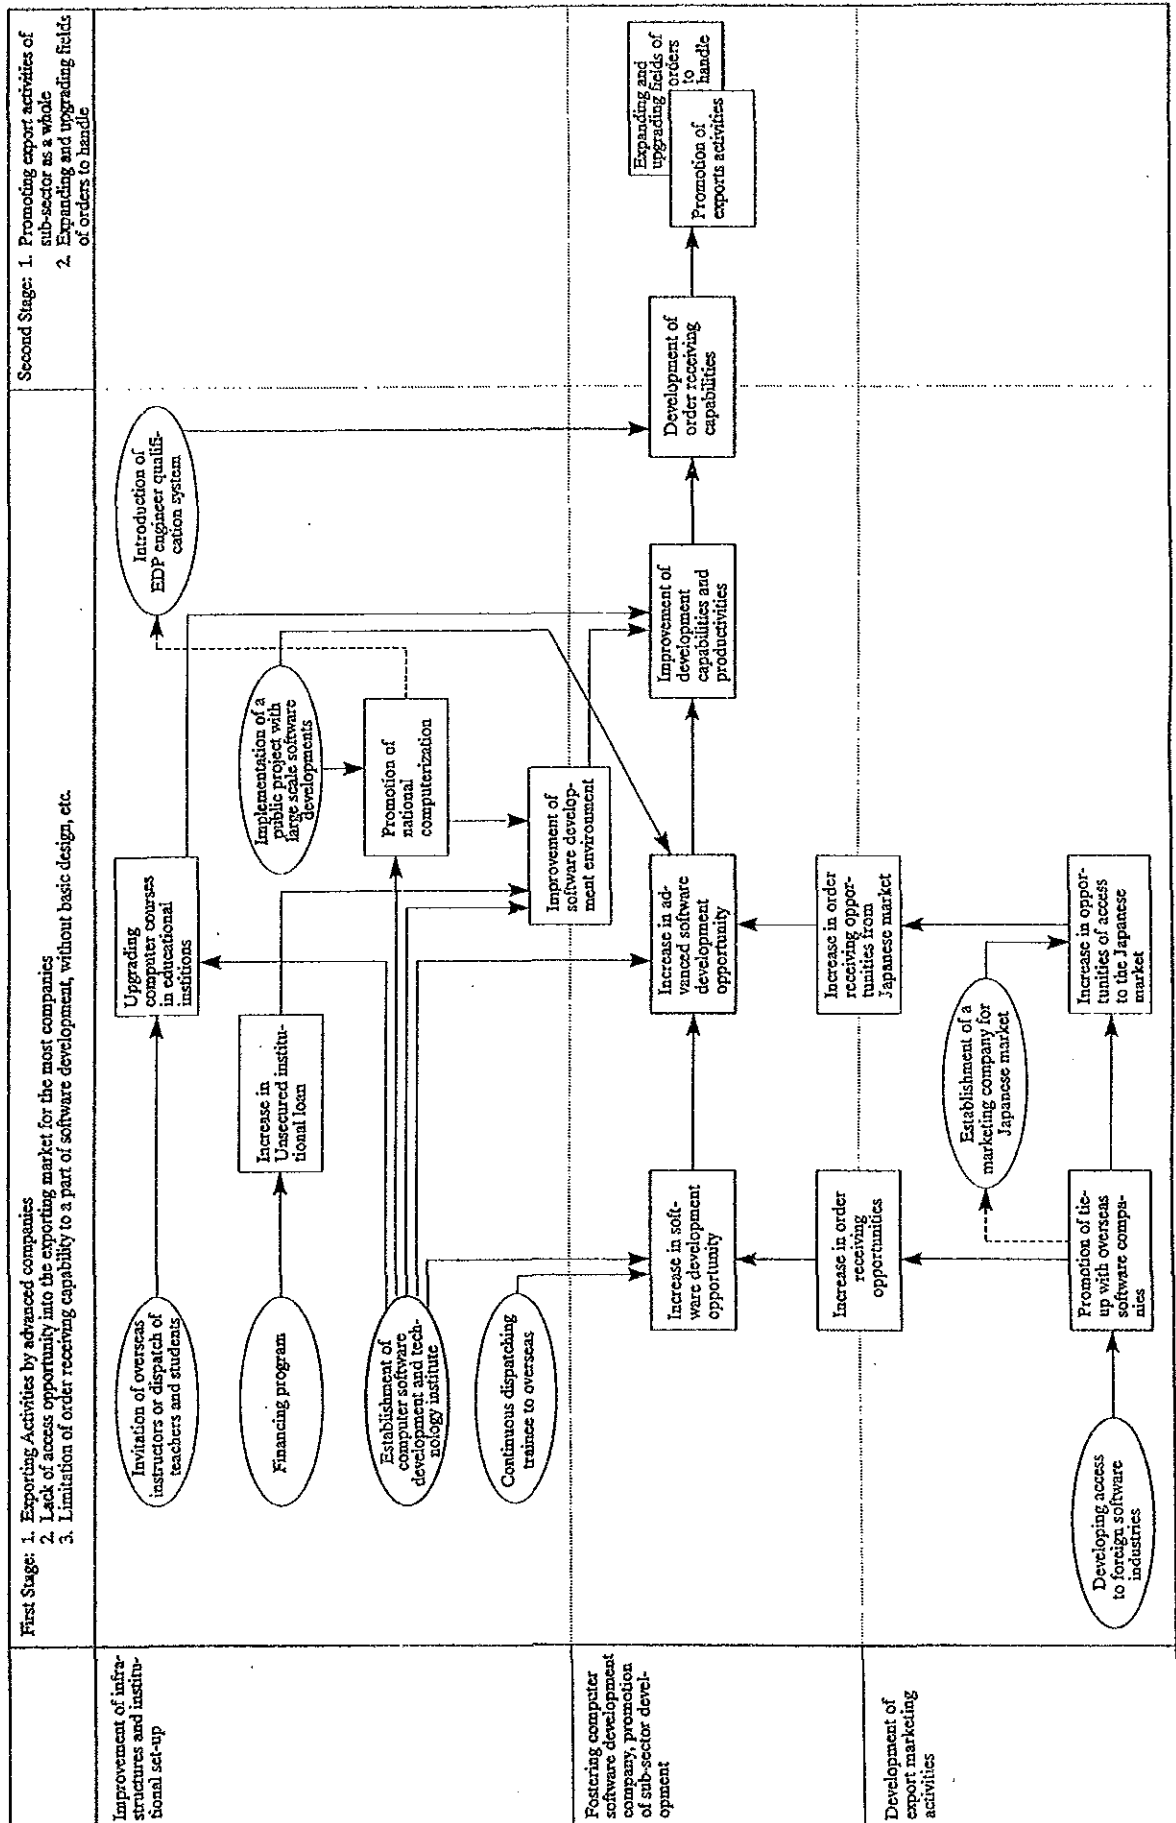 First Stage: 1. Exporting Activities by advanced companies
2. Lack of access opportunity into the exporting market for the most companies
3. Limitation of order receiving capability to a part of software development, without basic design, etc.
Second Stage: 1. Promoting export activities of
sub-sector as a whole
2. Expanding and upgrading fields
of orders to handle
Improvement of infra-
structures and institu-
tional set-up
Invitation of overseas
instructors or dispatch of
teachers and students
Upgrading
computer courses
in educational
institions
Introduction of
EDP engineer qualifi-
cation system
Financing program
Increase in
Unsecured institu-
tional loan
Implementation of a
public project with
large scale software
developments
Establishment of
computer software
development and tech-
nology institute
Promotion of
national
computerization
Continuous dispatching
trainee to overseas
Improvement of
software develop-
ment environment
Fostering computer
software development
company, promotion
of sub-sector devel-
opment
Increase in soft-
ware development
opportunity
Increase in ad-
vanced software
development
opportunity
Improvement of
development
capabilities and
productivities
Development of
order receiving
capabilities
Promotion of
exports activities
Expanding and
upgrading fields of
orders
to
handle
Increase in order
receiving
opportunities
Increase in order
receiving oppor-
tunities from
Japanese market
Development of
export marketing
activities
Establishment of a
marketing company for
Japanese market
Developing access
to foreign software
industries
Promotion of tie-
up with overseas
software compa-
nies
Increase in oppor-
tunities of access
to the Japanese
market